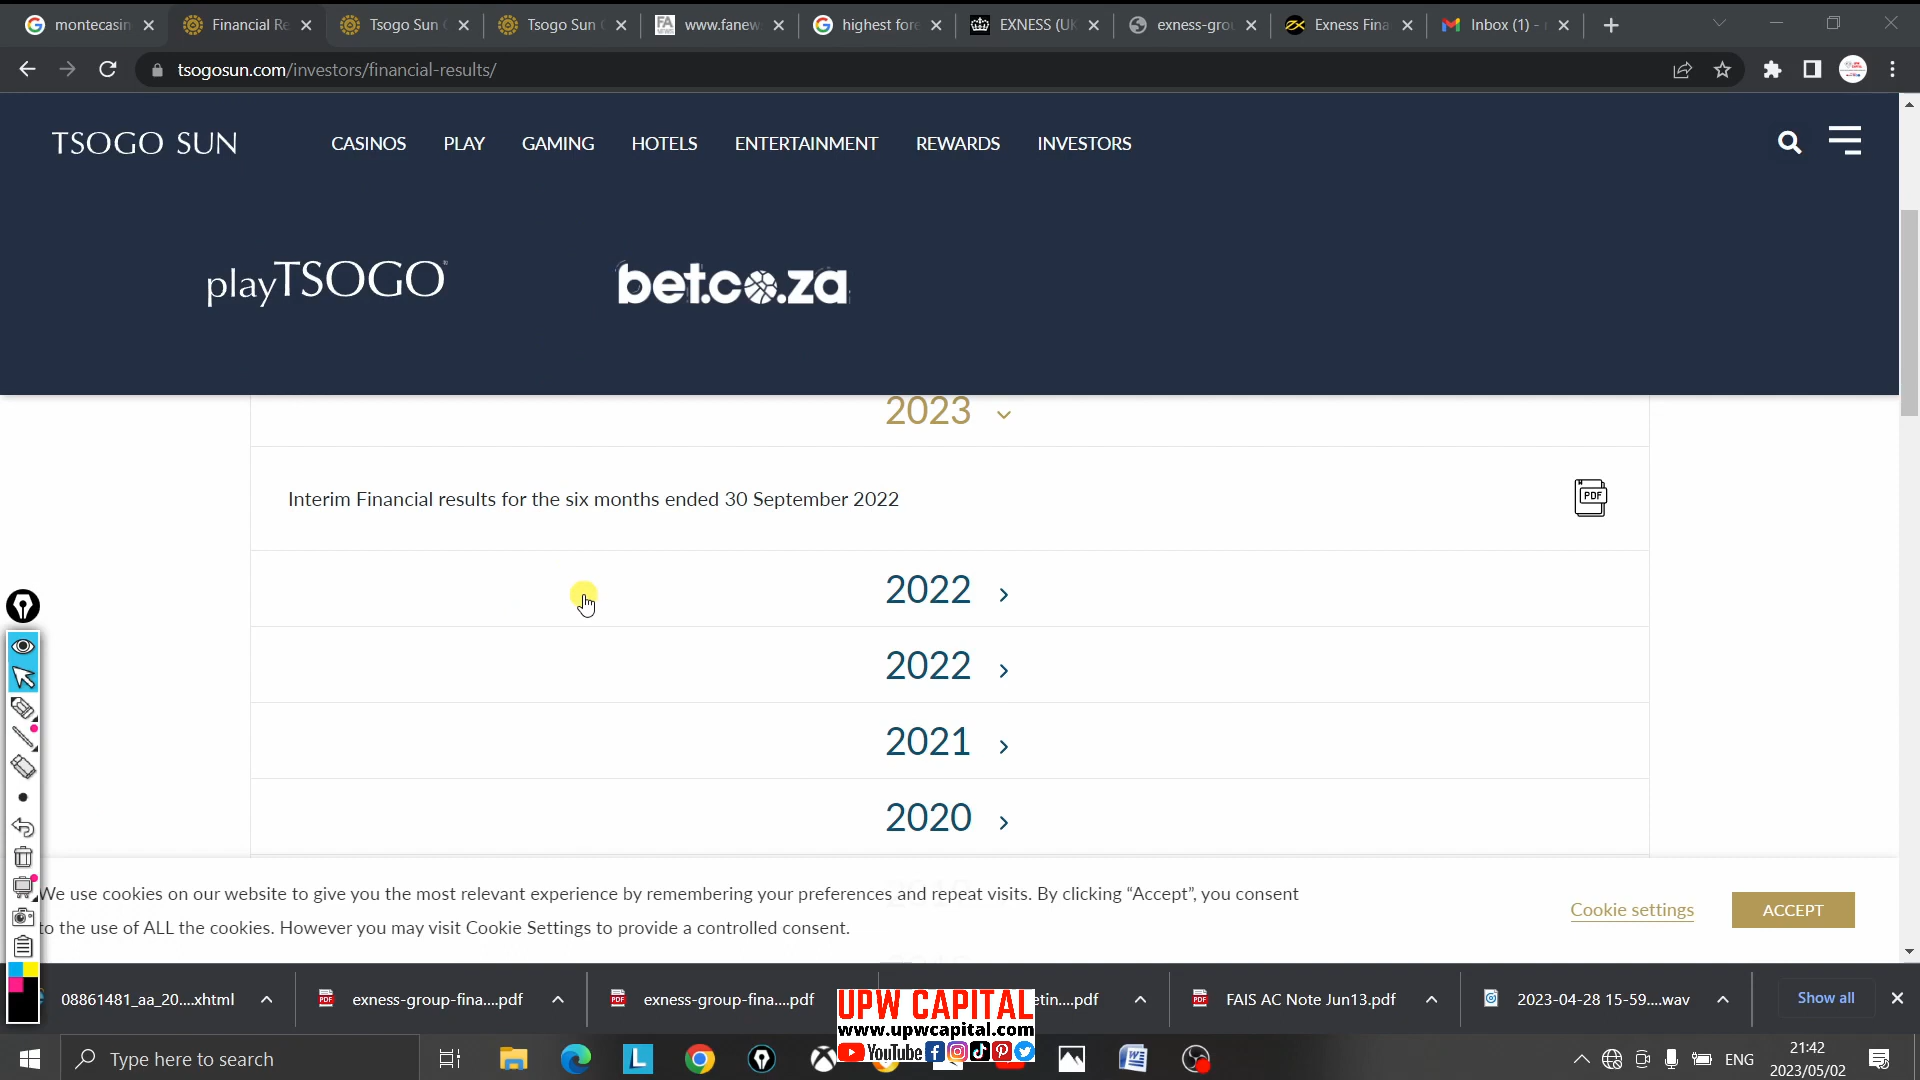 montecasin
Financial Re
Tsogo Sun
Tsogo Sun
www.fanew
highest fore
EXNESS (UK
exness-grou
Exness Fina
Inbox (1) -
tsogosun.com/investors/financial-results/
TSOGO SUN
CASINOS
PLAY
GAMING
HOTELS
ENTERTAINMENT
REWARDS
INVESTORS
playTSOGO
bet.co.za
2023
Interim Financial results for the six months ended 30 September 2022
PDF
2022
2022
2021
2020
We use cookies on our website to give you the most relevant experience by remembering your preferences and repeat visits. By clicking “Accept”, you consent
to the use of ALL the cookies. However you may visit Cookie Settings to provide a controlled consent.
Cookie settings
ACCEPT
08861481_aa_20....xhtml
exness-group-fina....pdf
exness-group-fina....pdf
etin....pdf
FAIS AC Note Jun13.pdf
2023-04-28 15-59....wav
Show all
UPW CAPITAL
www.upwcapital.com
YouTube
Type here to search
ENG
21:42
2023/05/02